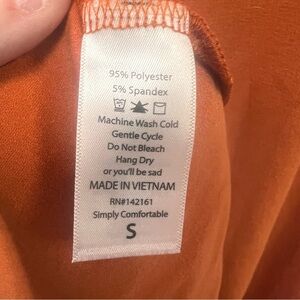 95% Polyester
5% Spandex
Machine Wash Cold
Gentle Cycle
Do Not Bleach
Hang Dry
or you'll be sad
MADE IN VIETNAM
RN#142161
Simply Comfortable
S